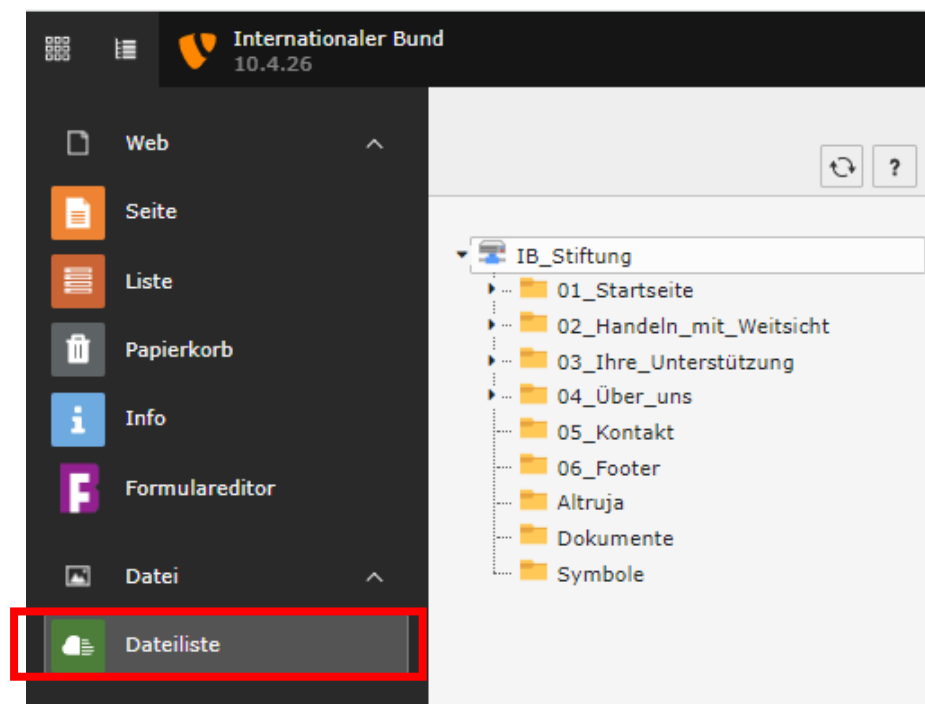 Internationaler Bund
10.4.26
Web
Seite
Liste
Papierkorb
Info
Formulareditor
Datei
Dateiliste
?
IB_Stiftung
01_Startseite
02_Handeln_mit_Weitsicht
03_Ihre_Unterstützung
04_Über_uns
05_Kontakt
06_Footer
Altruja
Dokumente
Symbole